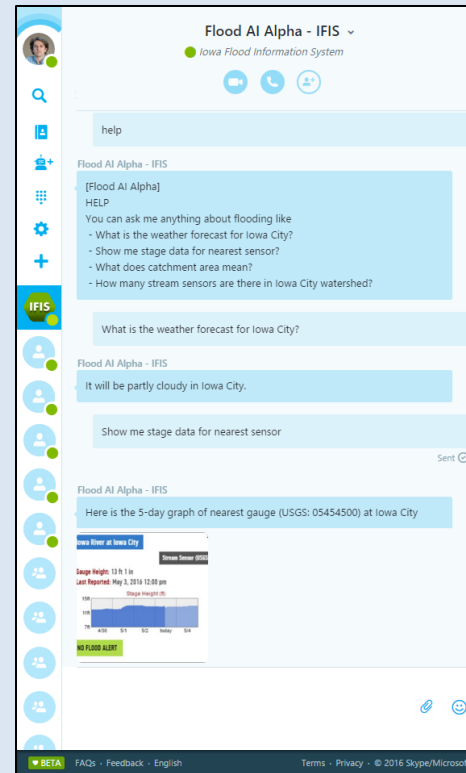 Flood AI Alpha - IFIS
Iowa Flood Information System
help
Flood AI Alpha - IFIS
[Flood AI Alpha]
HELP
You can ask me anything about flooding like
- What is the weather forecast for Iowa City?
- Show me stage data for nearest sensor?
- What does catchment area mean?
- How many stream sensors are there in Iowa City watershed?
IFIS
What is the weather forecast for Iowa City?
Flood AI Alpha - IFIS
It will be partly cloudy in Iowa City.
Show me stage data for nearest sensor
Sent
Flood AI Alpha - IFIS
Here is the 5-day graph of nearest gauge (USGS: 05454500) at Iowa City
Iowa River at Iowa City
Stream Sensor
Gauge Height: 13 ft 1 in
Last Reported: May 3, 2016 12:00 pm
Stage Height (ft)
15ft
11ft
7ft
4/30 5/1 5/2 today 5/4
NO FLOOD ALERT
BETA FAQs · Feedback · English Terms · Privacy · © 2016 Skype/Microsoft